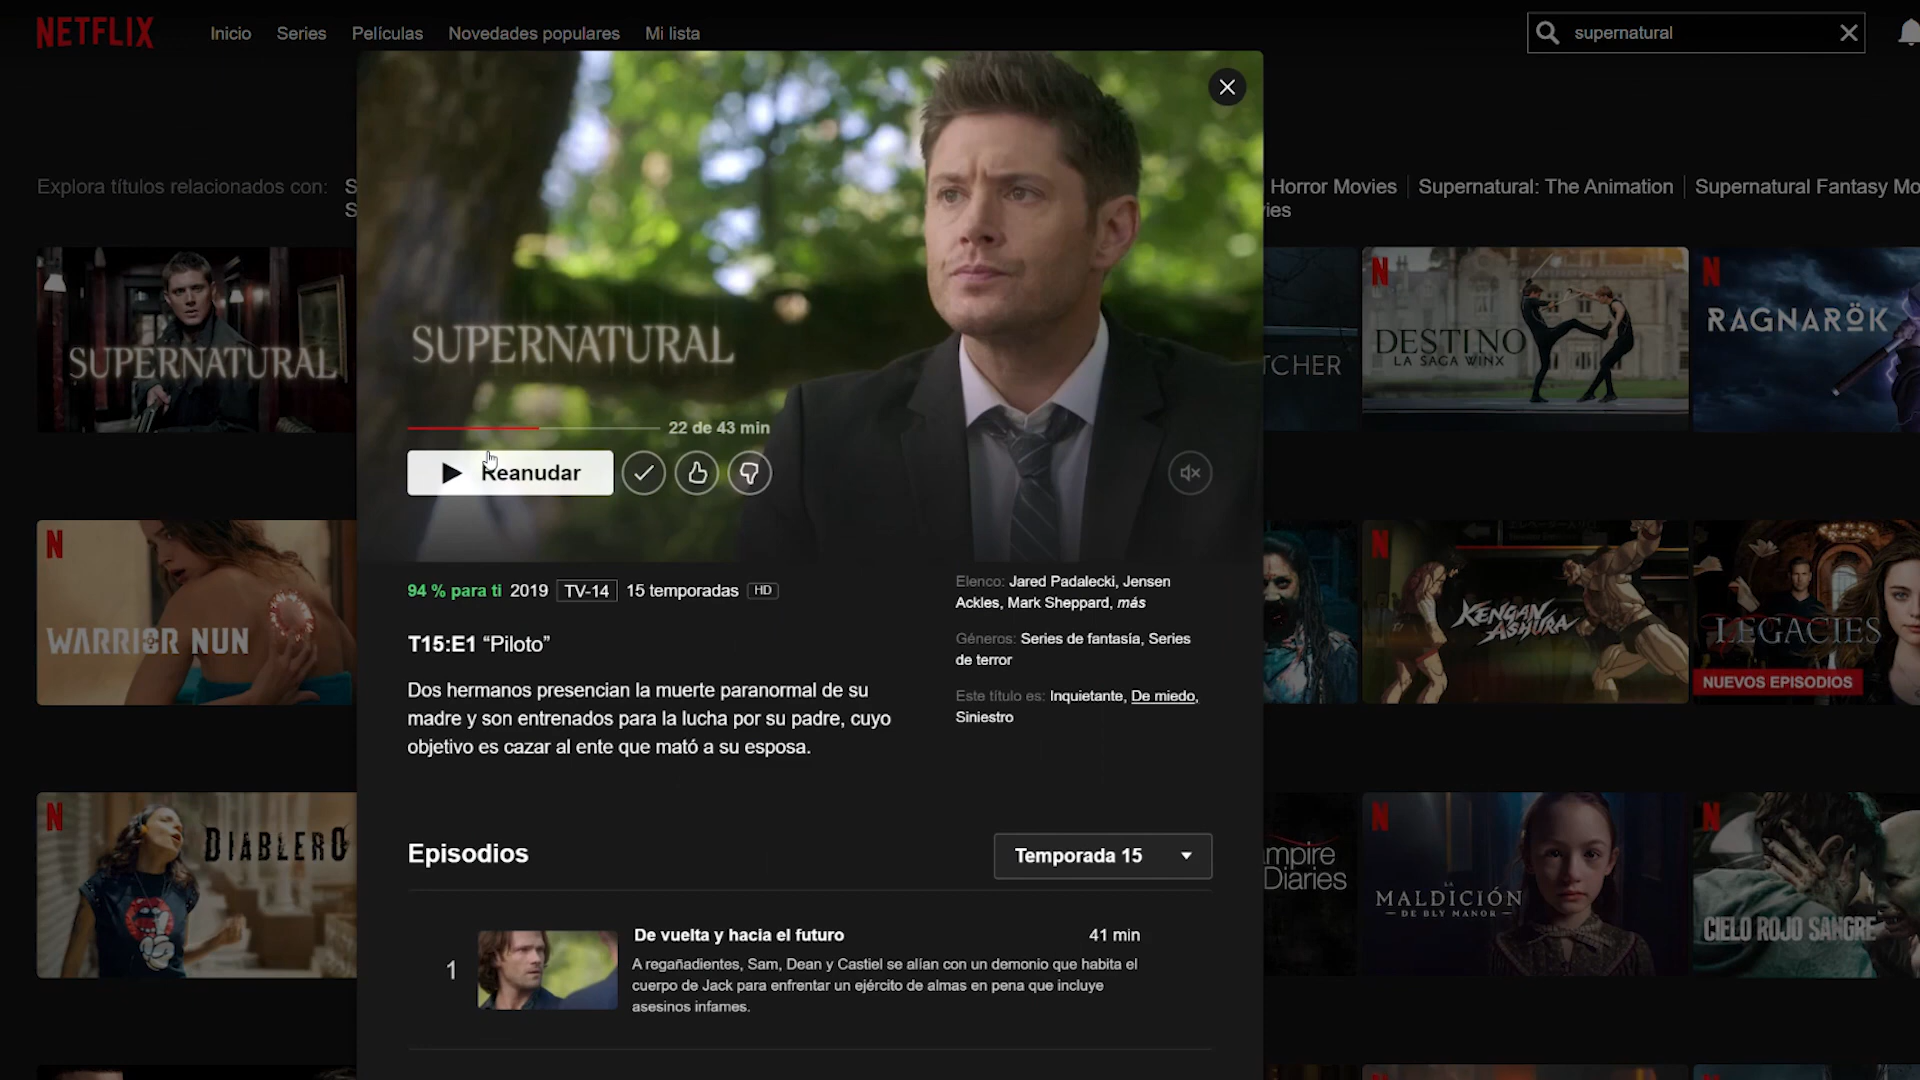 NETFLIX
Inicio
Series
Películas
Novedades populares
Mi lista
supernatural
Explora títulos relacionados con:
Horror Movies
Supernatural: The Animation
SUPERNATURAL
SUPERNATURAL
22 de 43 min
Reanudar
DESTINO
LA SAGA WINX
RAGNARÖK
94 % para ti 2019 TV-14 15 temporadas HD
Elenco: Jared Padalecki, Jensen
Ackles, Mark Sheppard, más
T15:E1 “Piloto”
Géneros: Series de fantasía, Series
de terror
Dos hermanos presencian la muerte paranormal de su
madre y son entrenados para la lucha por su padre, cuyo
objetivo es cazar al ente que mató a su esposa.
Este título es: Inquietante, De miedo,
Siniestro
WARRIOR NUN
KENGAN
ASHURA
LEGACIES
NUEVOS EPISODIOS
Episodios
Temporada 15
1
De vuelta y hacia el futuro
41 min
A regañadientes, Sam, Dean y Castiel se alían con un demonio que habita el
cuerpo de Jack para enfrentar un ejército de almas en pena que incluye
asesinos infames.
DIABLERO
Diaries
LA
MALDICIÓN
DE BLY MANOR
CIELO ROJO SANGRE